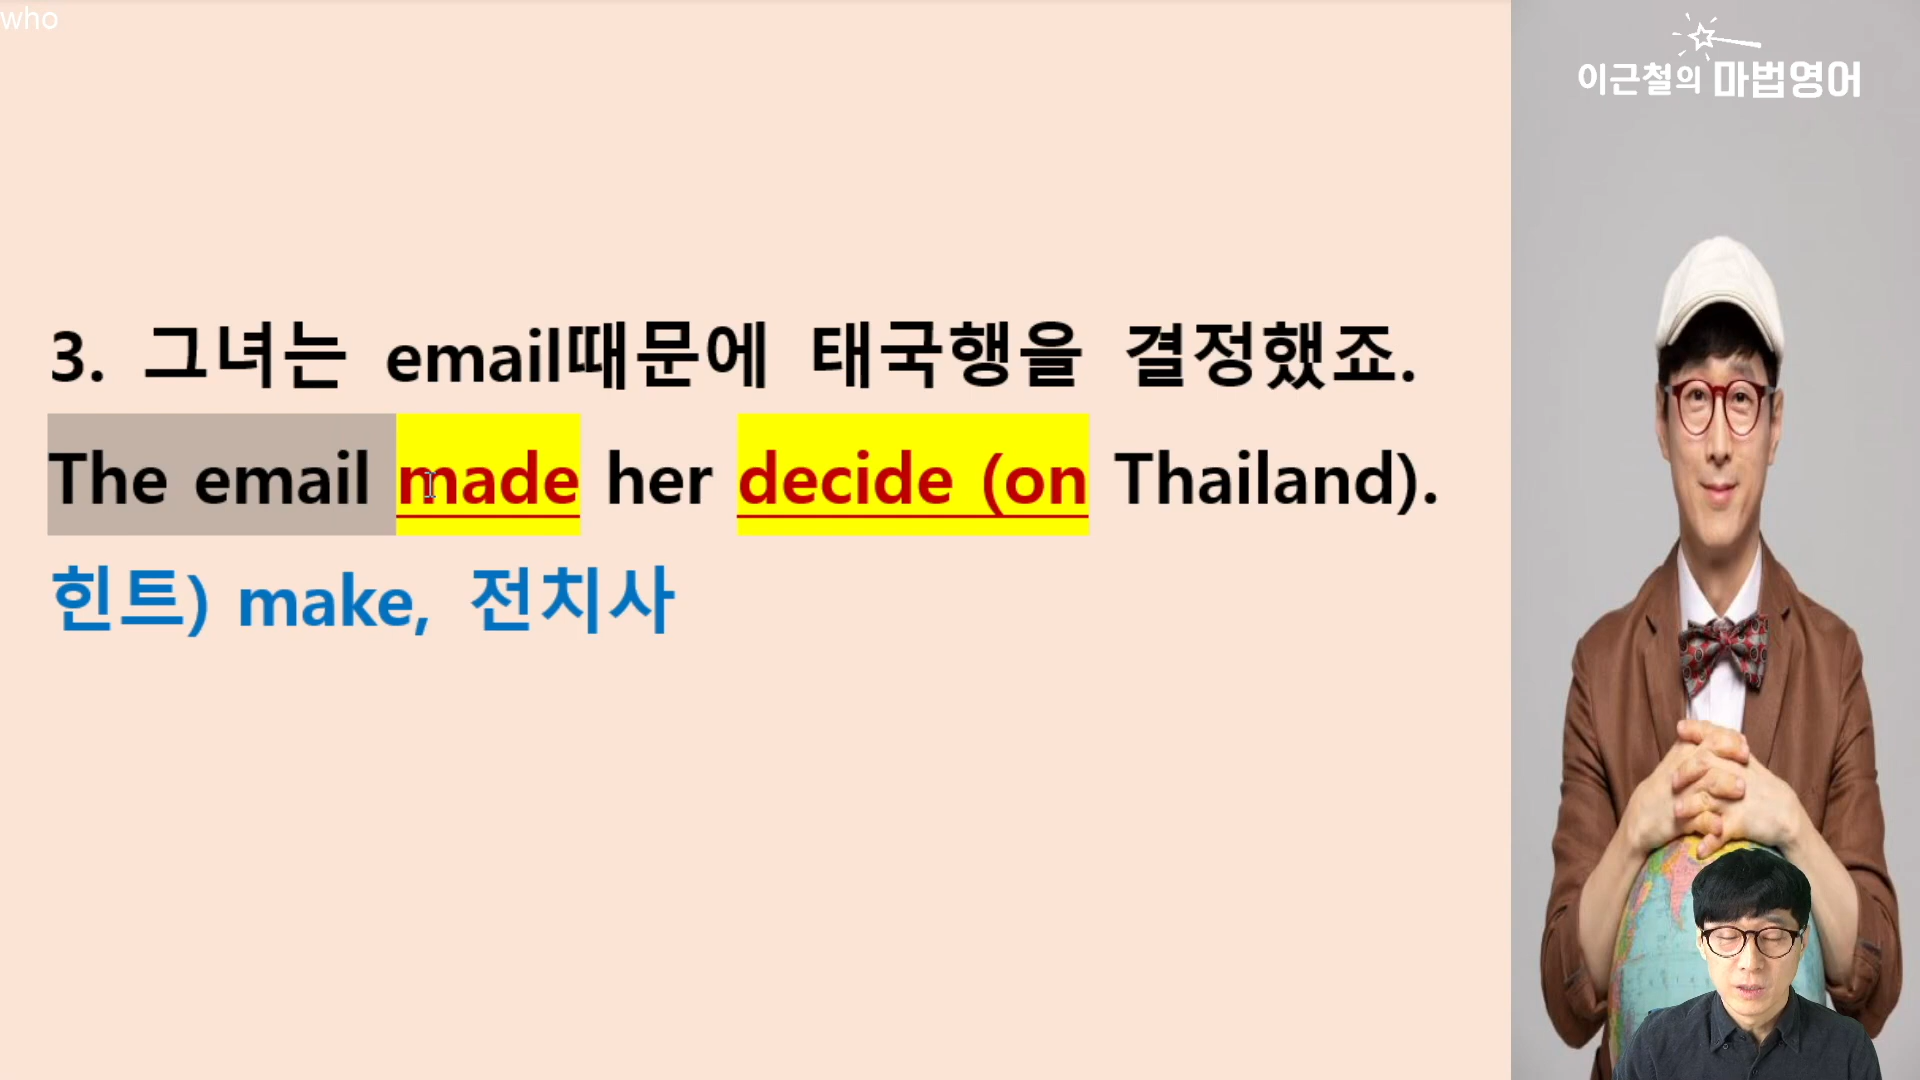 who
이근철의 마법영어
3. 그녀는 email때문에 태국행을 결정했죠.
The email made her decide (on Thailand).
힌트) make, 전치사